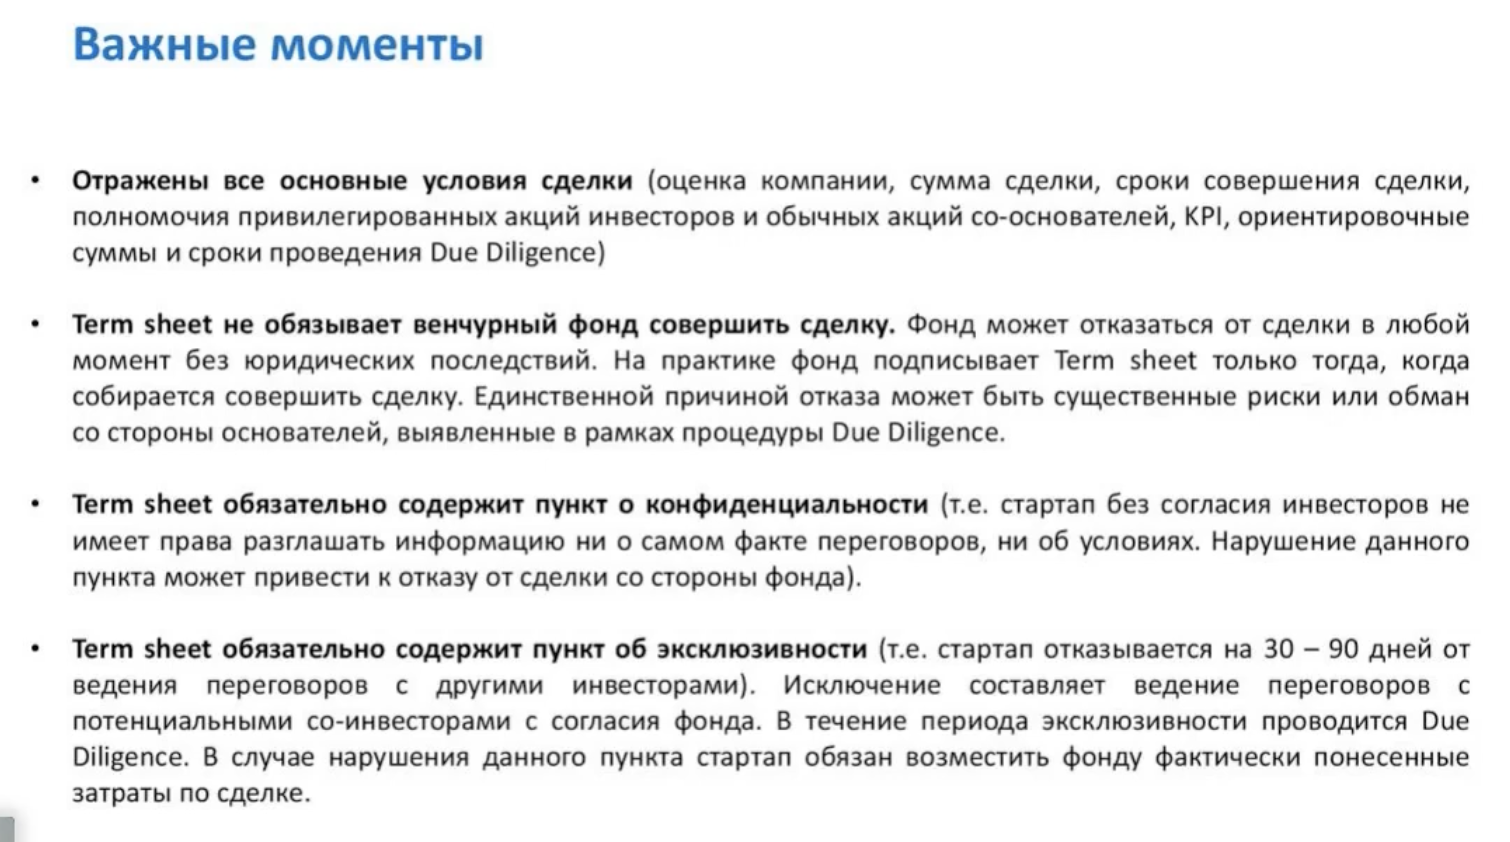 Важные моменты
• Отражены все основные условия сделки (оценка компании, сумма сделки, сроки совершения сделки,
полномочия привилегированных акций инвесторов и обычных акций со-основателей, KPI, ориентировочные
суммы и сроки проведения Due Diligence)
• Term sheet не обязывает венчурный фонд совершить сделку. Фонд может отказаться от сделки в любой
момент без юридических последствий. На практике фонд подписывает Term sheet только тогда, когда
собирается совершить сделку. Единственной причиной отказа может быть существенные риски или обман
со стороны основателей, выявленные в рамках процедуры Due Diligence.
• Term sheet обязательно содержит пункт о конфиденциальности (т.е. стартап без согласия инвесторов не
имеет права разглашать информацию ни о самом факте переговоров, ни об условиях. Нарушение данного
пункта может привести к отказу от сделки со стороны фонда).
• Term sheet обязательно содержит пункт об эксклюзивности (т.е. стартап отказывается на 30 – 90 дней от
ведения переговоров с другими инвесторами). Исключение составляет ведение переговоров с
потенциальными со-инвесторами с согласия фонда. В течение периода эксклюзивности проводится Due
Diligence. В случае нарушения данного пункта стартап обязан возместить фонду фактически понесенные
затраты по сделке.